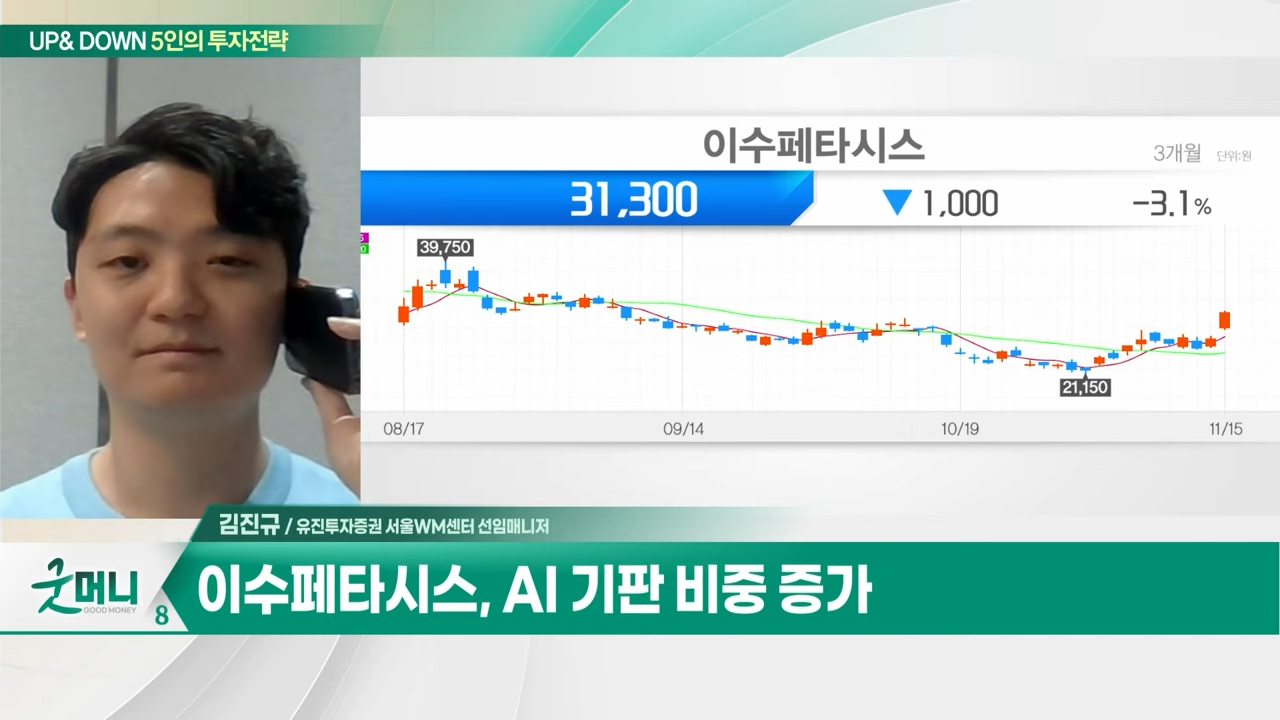 UP& DOWN 5인의 투자전략
이수페타시스
3개월 단위:원
31,300 ▼ 1,000 -3.1%
39,750
21,150
08/17 09/14 10/19 11/15
김진규 / 유진투자증권 서울WM센터 선임매니저
굿머니
GOOD MONEY
8
이수페타시스, AI 기판 비중 증가